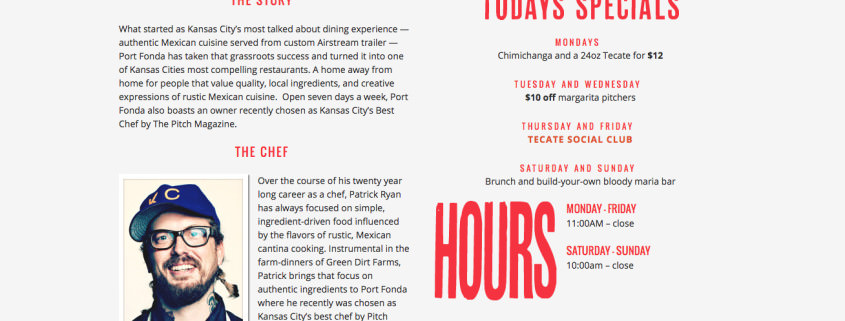 THE STORY
What started as Kansas City's most talked about dining experience —
authentic Mexican cuisine served from custom Airstream trailer —
Port Fonda has taken that grassroots success and turned it into one
of Kansas Cities most compelling restaurants. A home away from
home for people that value quality, local ingredients, and creative
expressions of rustic Mexican cuisine.  Open seven days a week, Port
Fonda also boasts an owner recently chosen as Kansas City's Best
Chef by The Pitch Magazine.
THE CHEF
Over the course of his twenty year
long career as a chef, Patrick Ryan
has always focused on simple,
ingredient-driven food influenced
by the flavors of rustic, Mexican
cantina cooking. Instrumental in the
farm-dinners of Green Dirt Farms,
Patrick brings that focus on
authentic ingredients to Port Fonda
where he recently was chosen as
Kansas City's best chef by Pitch
C
TODAYS SPECIALS
MONDAYS
Chimichanga and a 24oz Tecate for $12
TUESDAY AND WEDNESDAY
$10 off margarita pitchers
THURSDAY AND FRIDAY
TECATE SOCIAL CLUB
SATURDAY AND SUNDAY
Brunch and build-your-own bloody maria bar
HOURS
MONDAY - FRIDAY
11:00AM – close
SATURDAY - SUNDAY
10:00am – close